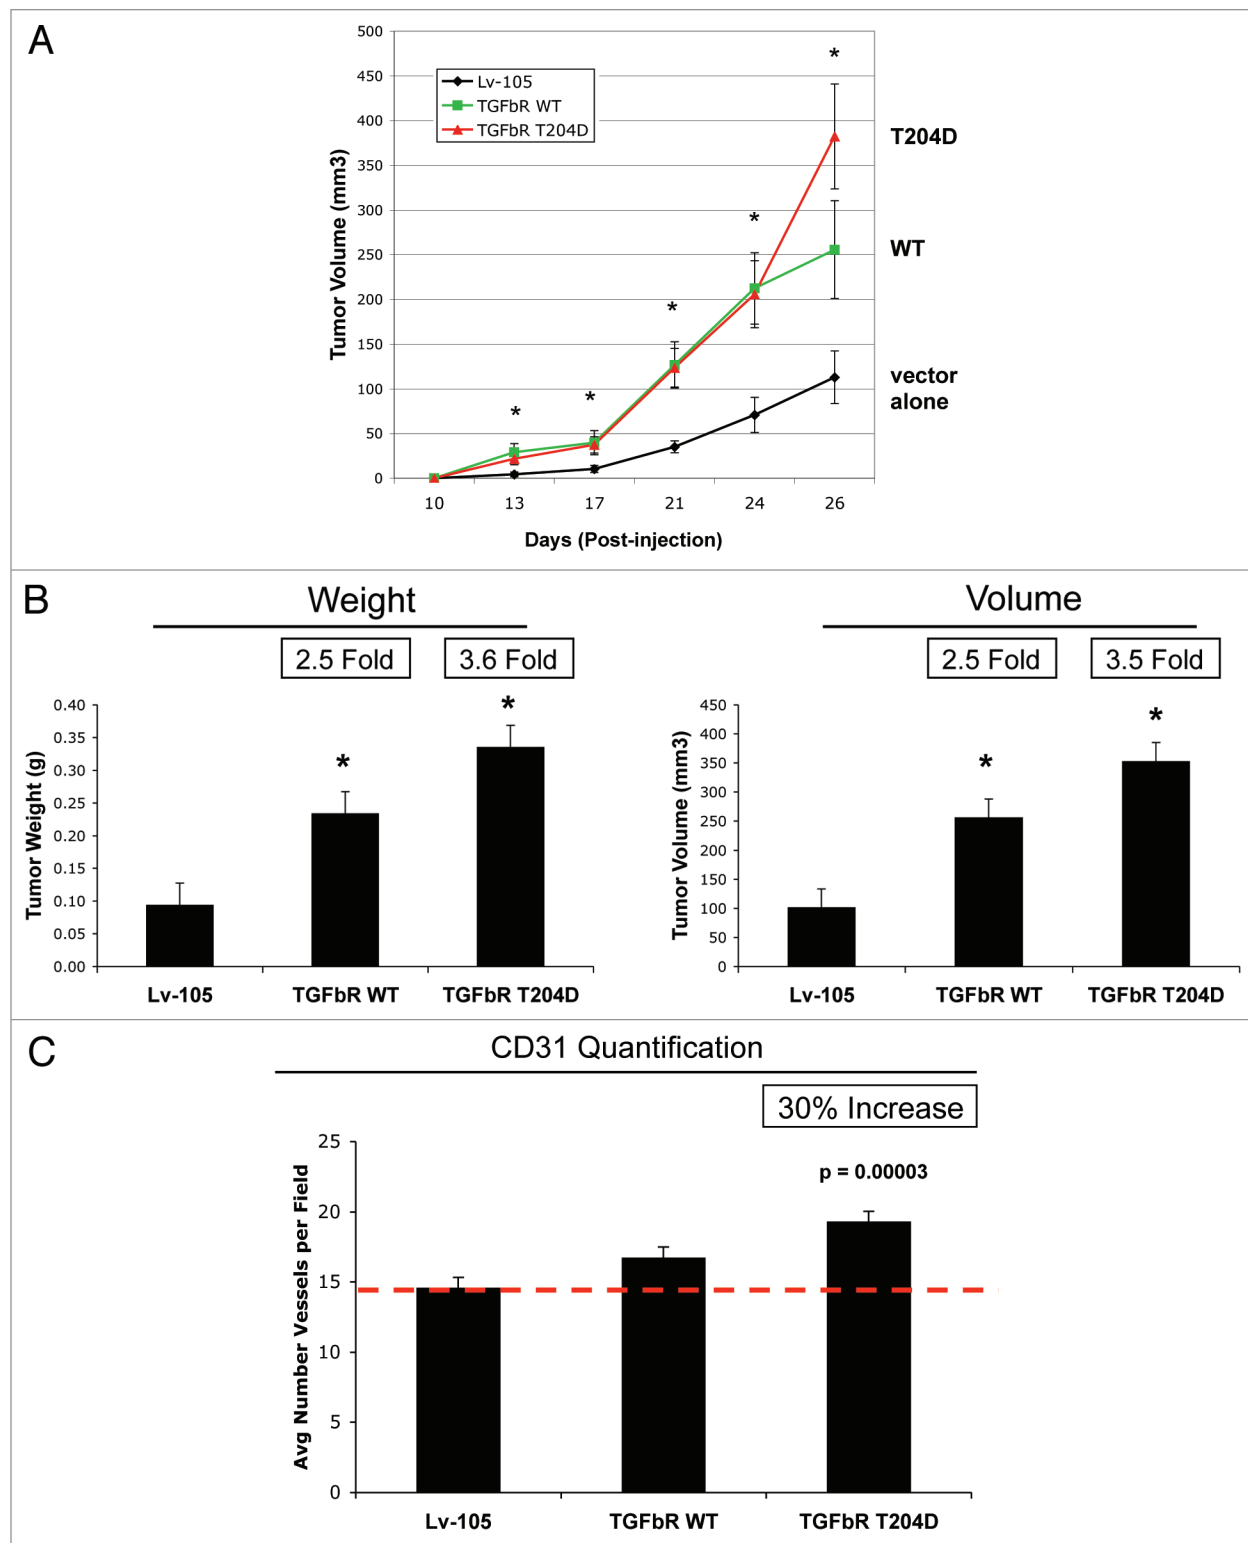 A
500
450
400
350
300
250
200
150
100
50
0
Tumor Volume (mm3)
Lv-105
TGFbR WT
TGFbR T204D
*
*
*
*
*
T204D
WT
vector
alone
10 13 17 21 24 26
Days (Post-injection)
B
Weight
2.5 Fold 3.6 Fold
0.40
0.35
0.30
0.25
0.20
0.15
0.10
0.05
0.00
Tumor Weight (g)
* *
Lv-105 TGFbR WT TGFbR T204D
Volume
2.5 Fold 3.5 Fold
450
400
350
300
250
200
150
100
50
0
Tumor Volume (mm3)
* *
Lv-105 TGFbR WT TGFbR T204D
C
CD31 Quantification
30% Increase
p = 0.00003
25
20
15
10
5
0
Avg Number Vessels per Field
Lv-105 TGFbR WT TGFbR T204D